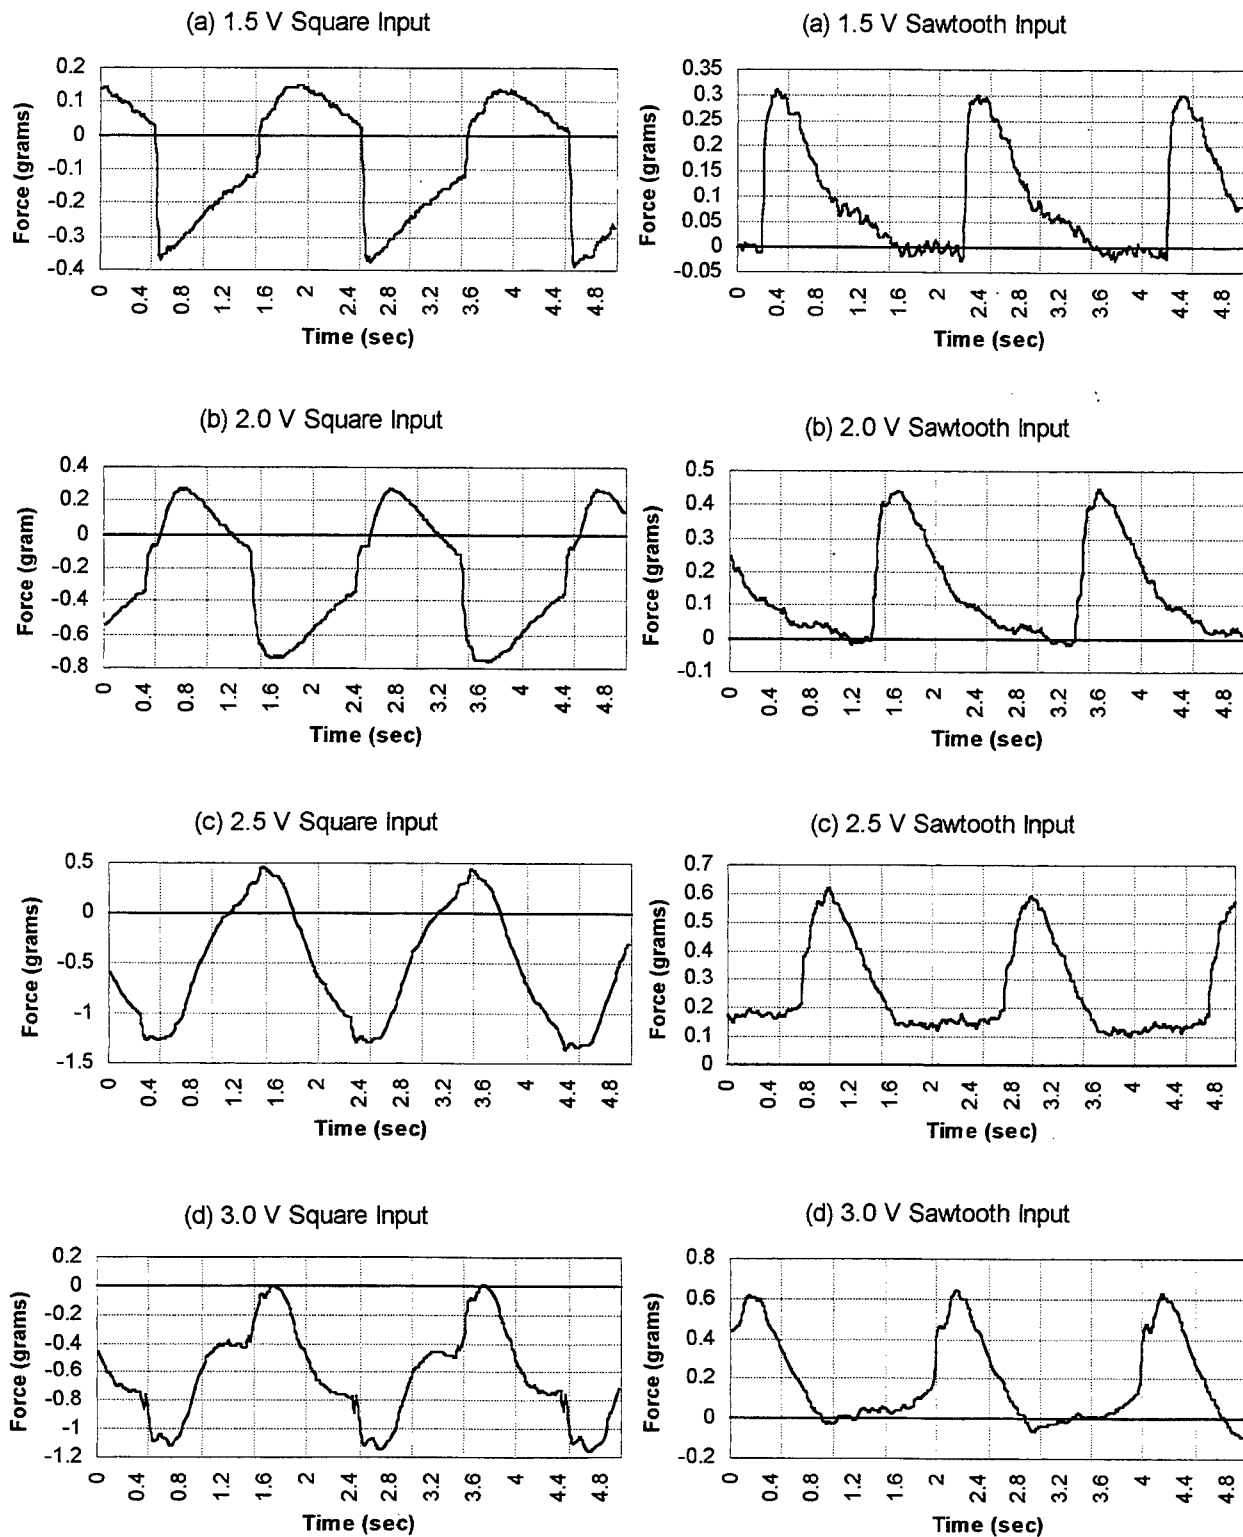 (a) 1.5 V Square Input
0.2
0.1
0
-0.1
-0.2
-0.3
-0.4
Force (grams)
0 0.4 0.8 1.2 1.6 2 2.4 2.8 3.2 3.6 4 4.4 4.8
Time (sec)
(a) 1.5 V Sawtooth Input
0.35
0.3
0.25
0.2
0.15
0.1
0.05
0
-0.05
Force (grams)
0 0.4 0.8 1.2 1.6 2 2.4 2.8 3.2 3.6 4 4.4 4.8
Time (sec)
(b) 2.0 V Square Input
0.4
0.2
0
-0.2
-0.4
-0.6
-0.8
Force (gram)
0 0.4 0.8 1.2 1.6 2 2.4 2.8 3.2 3.6 4 4.4 4.8
Time (sec)
(b) 2.0 V Sawtooth Input
0.5
0.4
0.3
0.2
0.1
0
-0.1
Force (grams)
0 0.4 0.8 1.2 1.6 2 2.4 2.8 3.2 3.6 4 4.4 4.8
Time (sec)
(c) 2.5 V Square Input
0.5
0
-0.5
-1
-1.5
Force (grams)
0 0.4 0.8 1.2 1.6 2 2.4 2.8 3.2 3.6 4 4.4 4.8
Time (sec)
(c) 2.5 V Sawtooth Input
0.7
0.6
0.5
0.4
0.3
0.2
0.1
0
Force (grams)
0 0.4 0.8 1.2 1.6 2 2.4 2.8 3.2 3.6 4 4.4 4.8
Time (sec)
(d) 3.0 V Square Input
0.2
0
-0.2
-0.4
-0.6
-0.8
-1
-1.2
Force (grams)
0 0.4 0.8 1.2 1.6 2 2.4 2.8 3.2 3.6 4 4.4 4.8
Time (sec)
(d) 3.0 V Sawtooth Input
0.8
0.6
0.4
0.2
0
-0.2
Force (grams)
0 0.4 0.8 1.2 1.6 2 2.4 2.8 3.2 3.6 4 4.4 4.8
Time (sec)